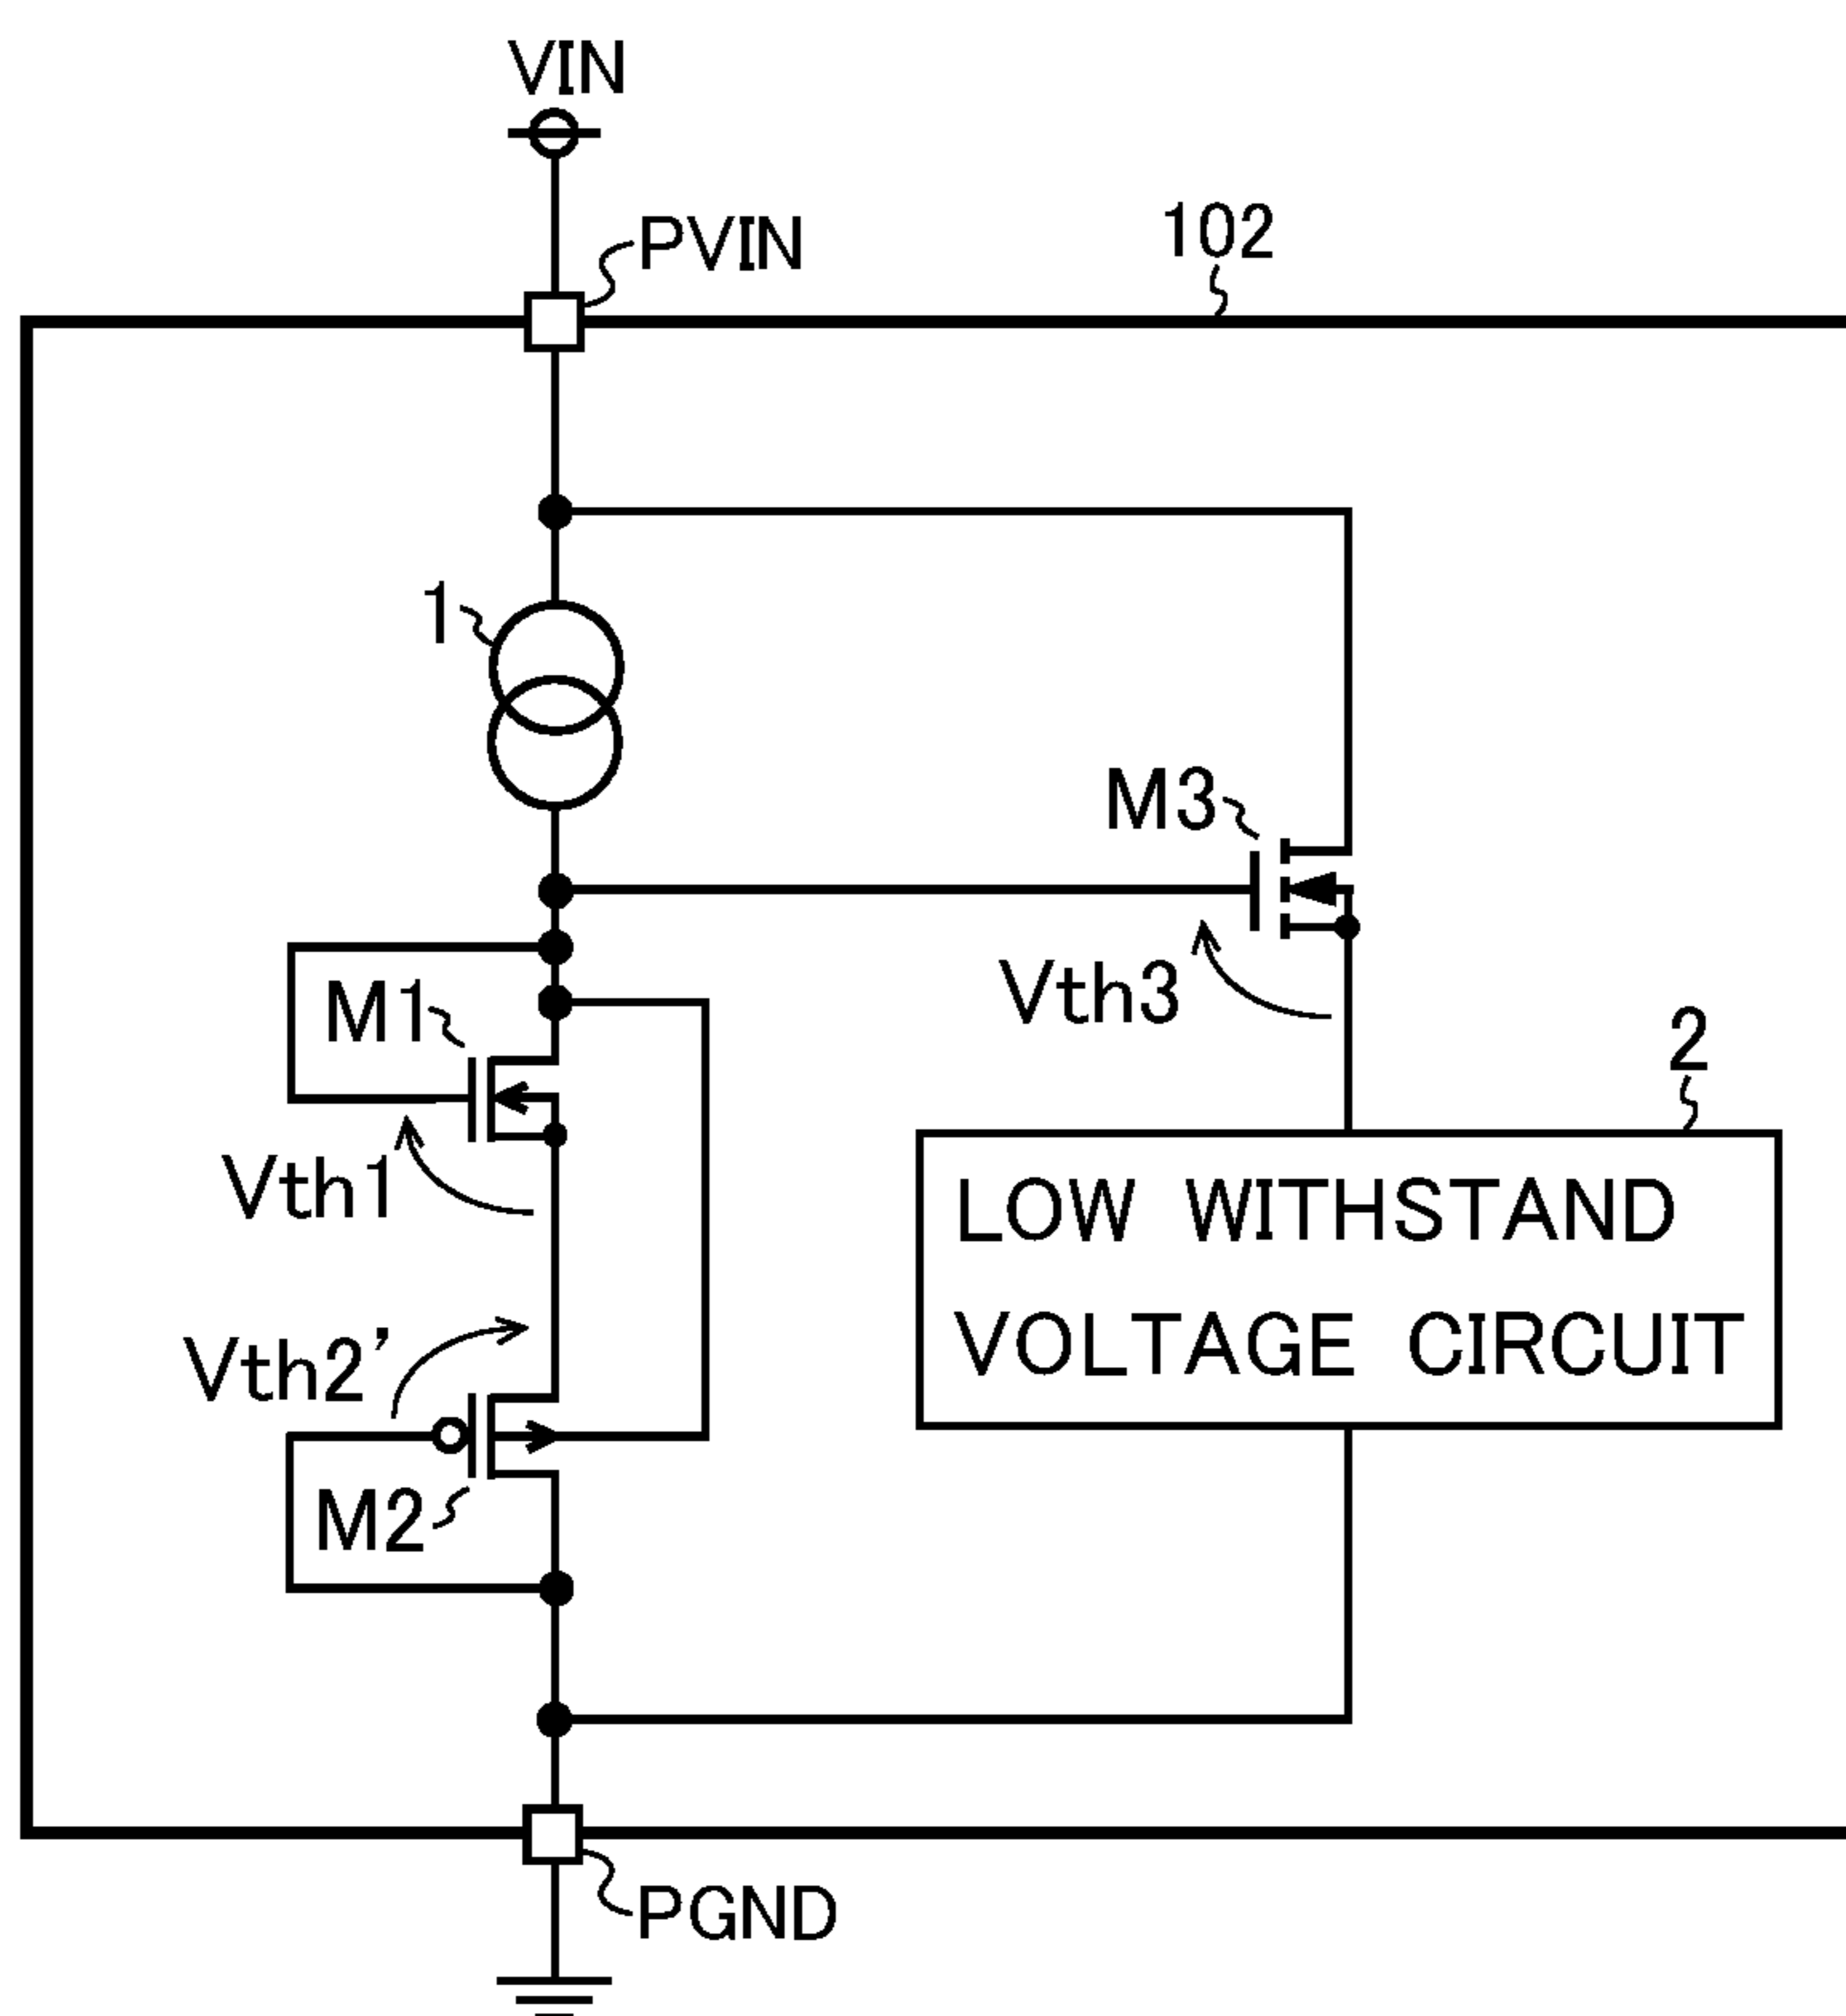 VIN
PVIN
102
1
M3
Vth3
M1
2
Vth1
LOW WITHSTAND
VOLTAGE CIRCUIT
Vth2'
M2
PGND